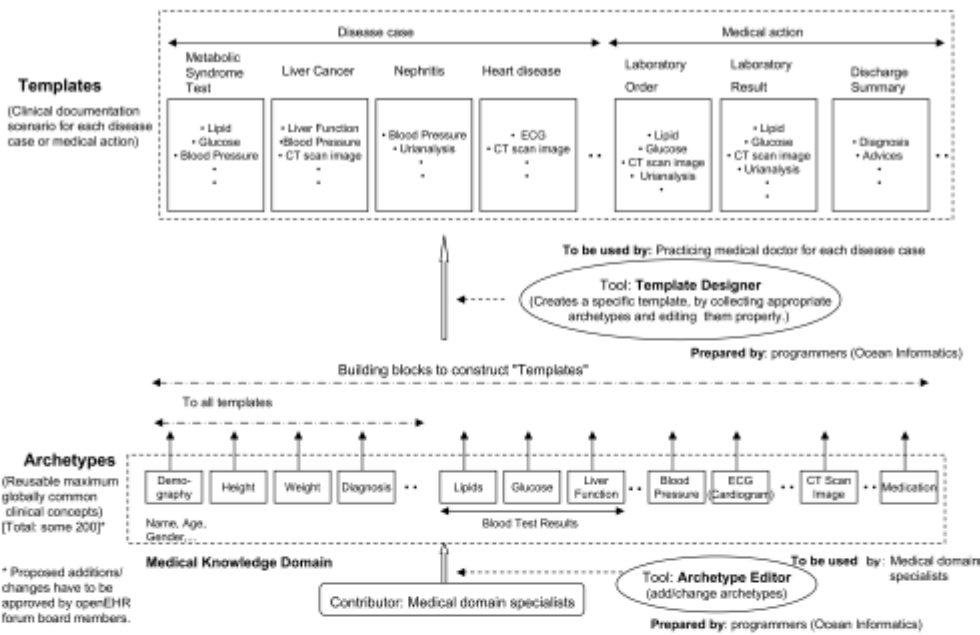 Disease case
Medical action
Templates
(Clinical documentation
scenario for each disease
case or medical action)
Metabolic
Syndrome
Test
• Lipid
• Glucose
• Blood Pressure
•
•
Liver Cancer
• Liver Function
•Blood Pressure
• CT scan image
•
•
Nephritis
• Blood Pressure
• Urianalysis
•
•
Heart disease
• ECG
• CT scan image
•
•
• •
Laboratory
Order
• Lipid
• Glucose
• CT scan image
• Urianalysis
•
•
Laboratory
Result
• Lipid
• Glucose
• CT scan image
• Urianalysis
•
•
Discharge
Summary
• Diagnosis
• Advices
•
•
• •
To be used by: Practicing medical doctor for each disease case
Tool: Template Designer
(Creates a specific template, by collecting appropriate
archetypes and editing them properly.)
Prepared by: programmers (Ocean Informatics)
Building blocks to construct "Templates"
To all templates
Archetypes
(Reusable maximum
globally common
clinical concepts)
[Total: some 200]*
Demo-
graphy
Height
Weight
Diagnosis
• •
Lipids
Glucose
Liver
Function
• •
Blood
Pressure
ECG
(Cardiogram)
• •
CT Scan
Image
• •
Medication
Name, Age,
Gender,...
Blood Test Results
Medical Knowledge Domain
To be used by: Medical domain
specialists
* Proposed additions/
changes have to be
approved by openEHR
forum board members.
Contributor: Medical domain specialists
Tool: Archetype Editor
(add/change archetypes)
Prepared by: programmers (Ocean Informatics)